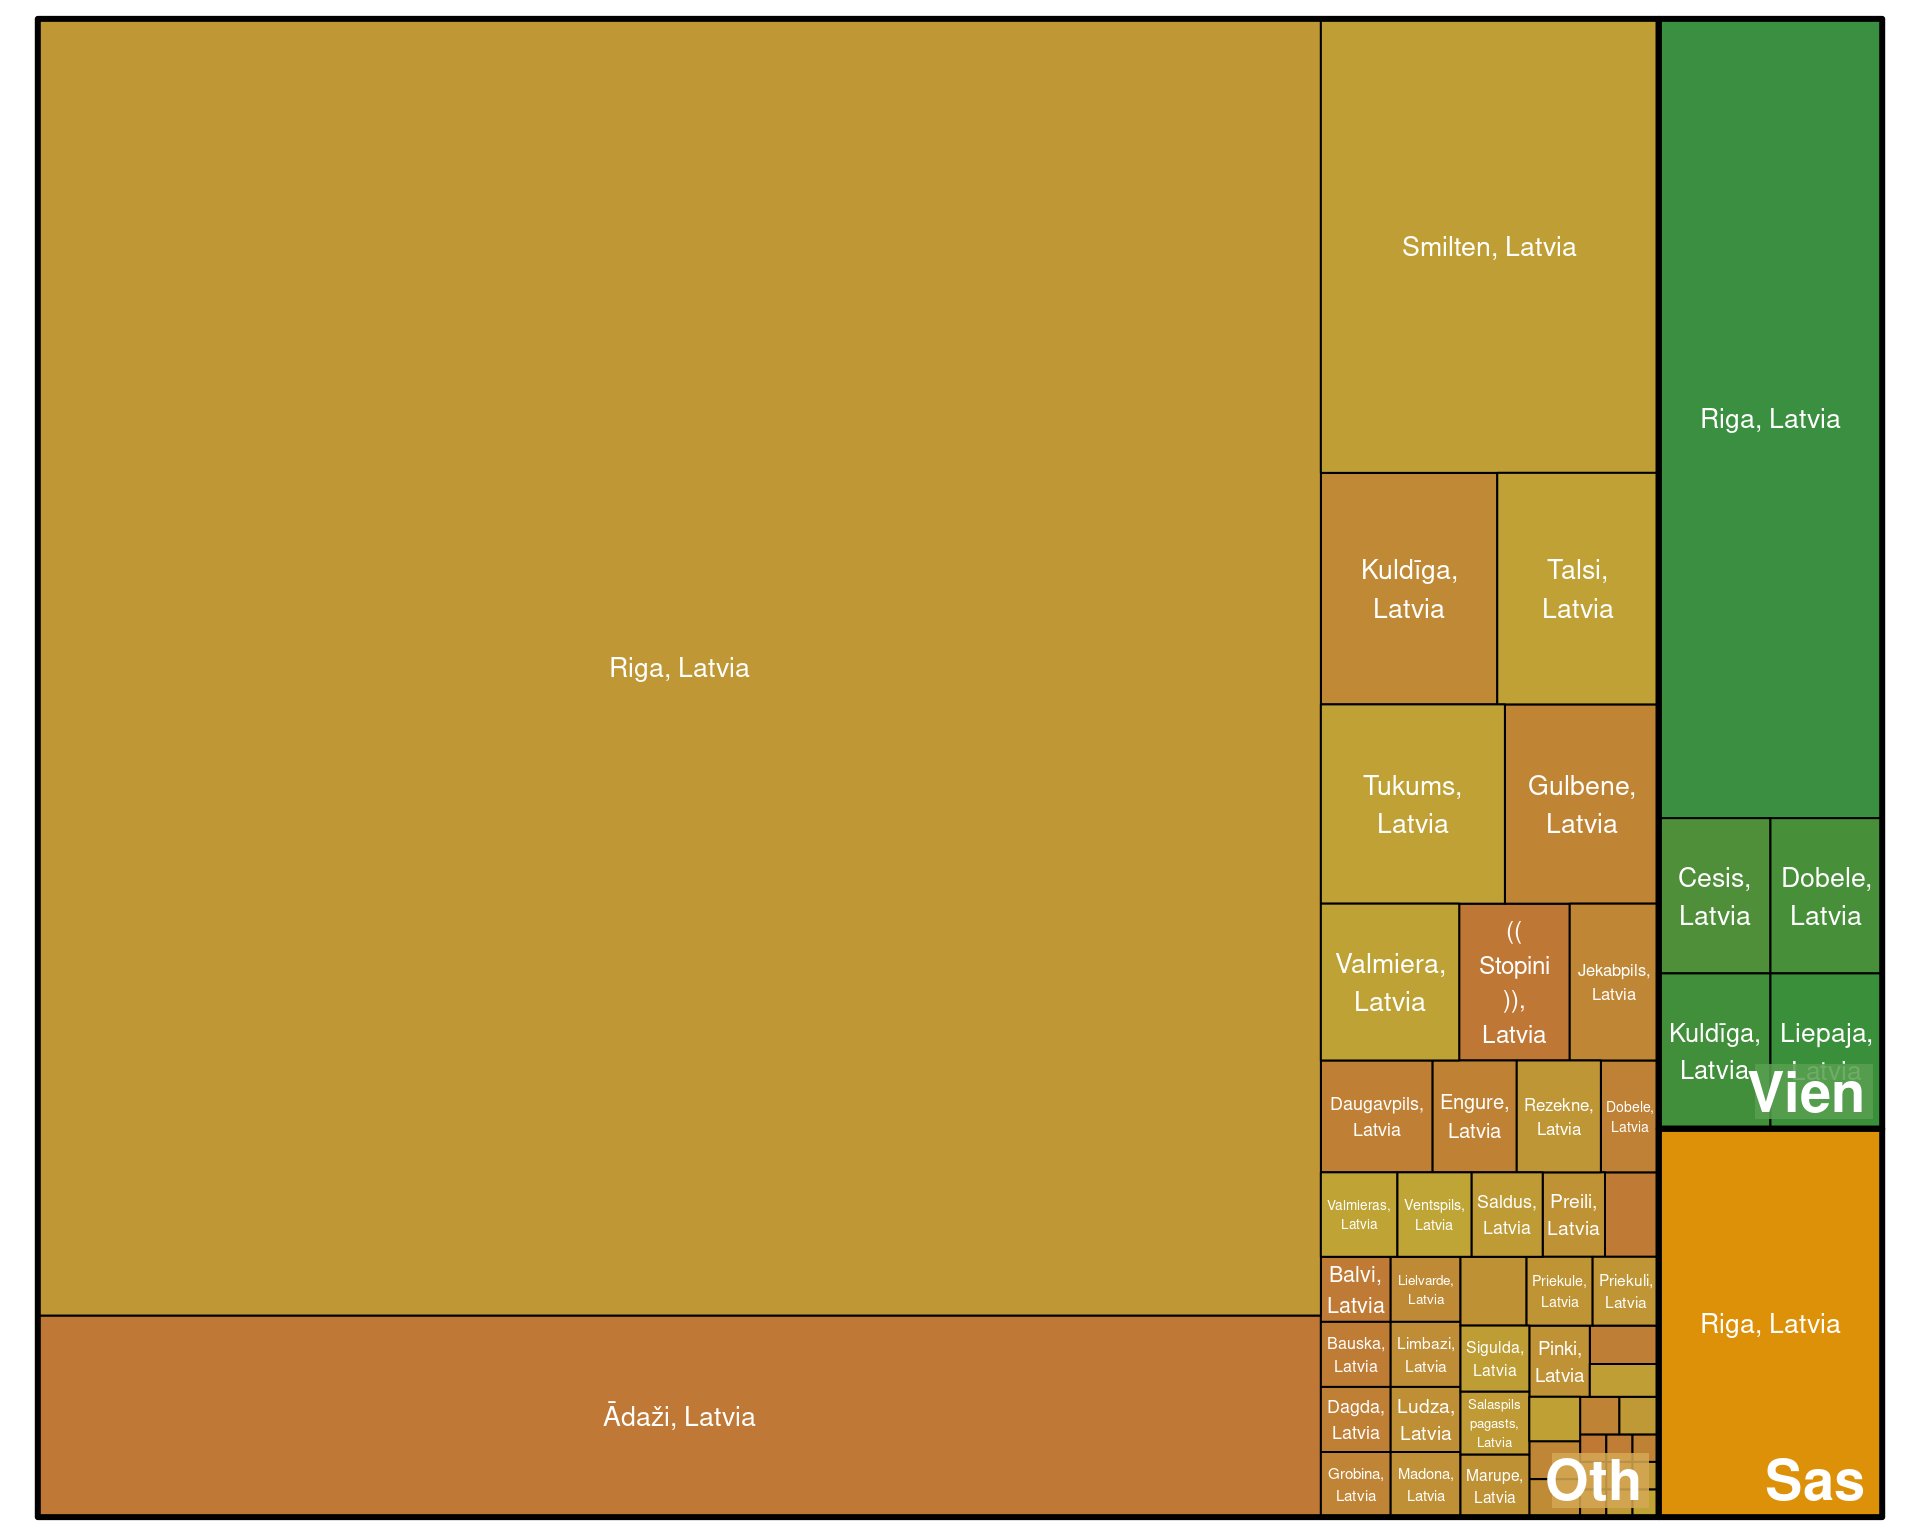 Riga, Latvia
Ādaži, Latvia
Smilten, Latvia
Kuldīga,
Latvia
Talsi,
Latvia
Tukums,
Latvia
Gulbene,
Latvia
Valmiera,
Latvia
((
Stopini
)),
Latvia
Jekabpils,
Latvia
Daugavpils,
Latvia
Engure,
Latvia
Rezekne,
Latvia
Dobele,
Latvia
Valmieras,
Latvia
Ventspils,
Latvia
Saldus,
Latvia
Preili,
Latvia
Balvi,
Latvia
Lielvarde,
Latvia
Priekule,
Latvia
Priekuli,
Latvia
Bauska,
Latvia
Limbazi,
Latvia
Sigulda,
Latvia
Pinki,
Latvia
Dagda,
Latvia
Ludza,
Latvia
Salaspils
pagasts,
Latvia
Grobina,
Latvia
Madona,
Latvia
Marupe,
Latvia
Oth
Riga, Latvia
Cesis,
Latvia
Dobele,
Latvia
Kuldīga,
Latvia
Liepaja,
Latvia
Vien
Riga, Latvia
Sas